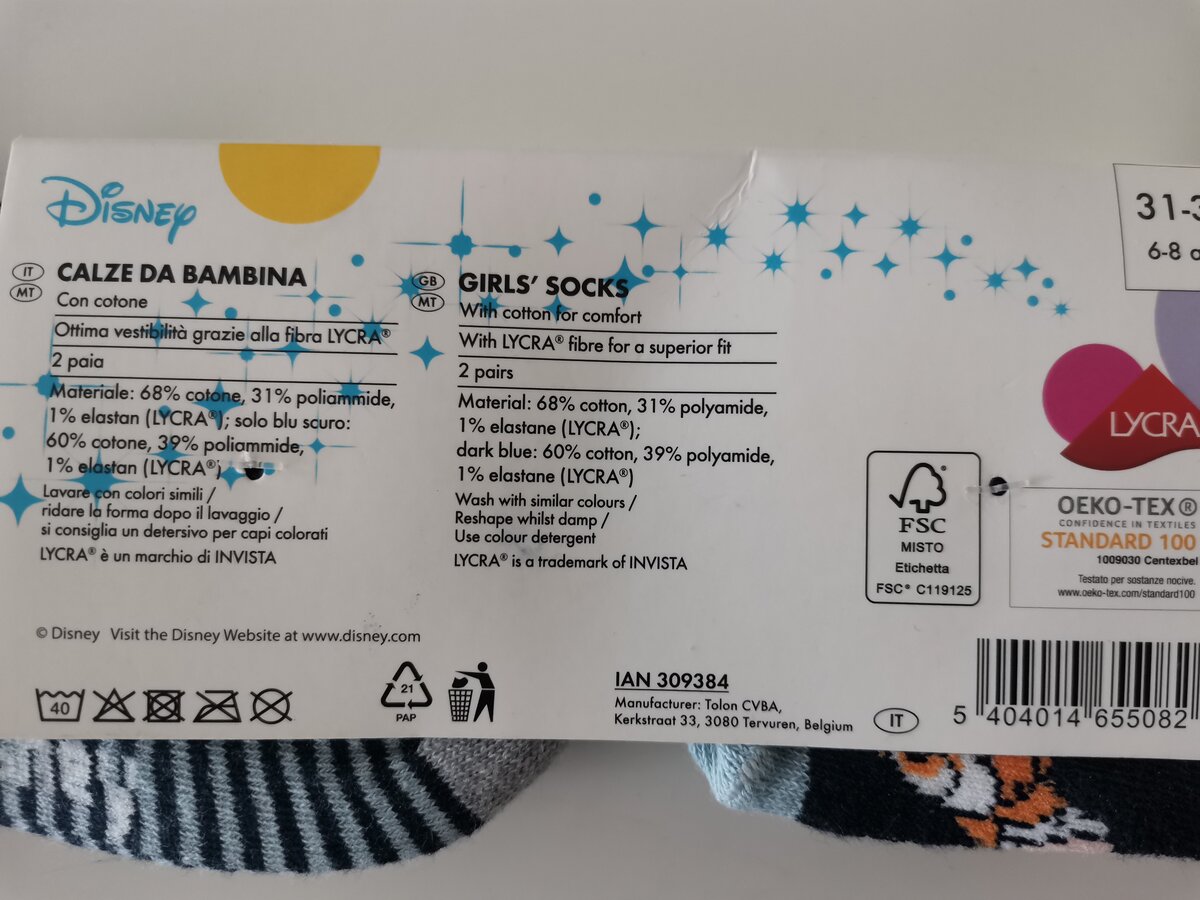 Disney
IT
MT
CALZE DA BAMBINA
Con cotone
Ottima vestibilità grazie alla fibra LYCRA®
2 paia
Materiale: 68% cotone, 31% poliammide,
1% elastan (LYCRA®); solo blu scuro:
60% cotone, 39% poliammide,
1% elastan (LYCRA®)
Lavare con colori simili /
ridare la forma dopo il lavaggio /
si consiglia un detersivo per capi colorati
LYCRA® è un marchio di INVISTA
GB
MT
GIRLS' SOCKS
With cotton for comfort
With LYCRA® fibre for a superior fit
2 pairs
Material: 68% cotton, 31% polyamide,
1% elastane (LYCRA®);
dark blue: 60% cotton, 39% polyamide,
1% elastane (LYCRA®)
Wash with similar colours /
Reshape whilst damp /
Use colour detergent
LYCRA® is a trademark of INVISTA
31-3
6-8 a
LYCRA
FSC
MISTO
Etichetta
FSC® C119125
OEKO-TEX®
CONFIDENCE IN TEXTILES
STANDARD 100
1009030 Centexbel
Testato per sostanze nocive.
www.oeko-tex.com/standard100
© Disney Visit the Disney Website at www.disney.com
40
21
PAP
IAN 309384
Manufacturer: Tolon CVBA,
Kerkstraat 33, 3080 Tervuren, Belgium
IT
5 404014 655082